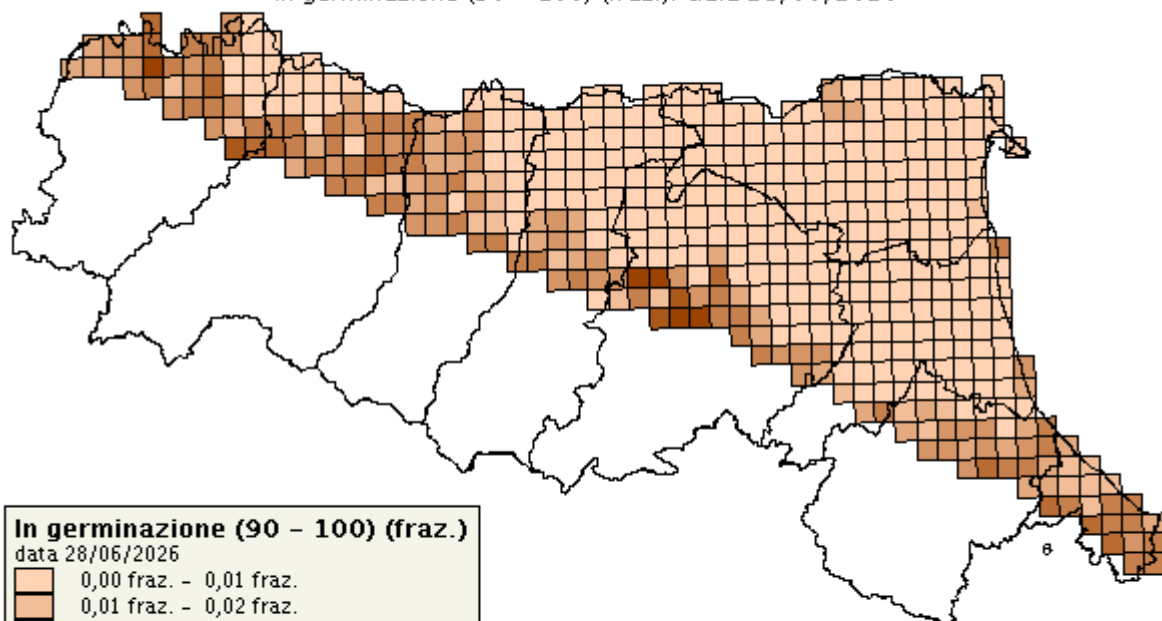 In germinazione (90 – 100) (fraz.)
data 28/06/2026
0,00 fraz. – 0,01 fraz.
0,01 fraz. – 0,02 fraz.